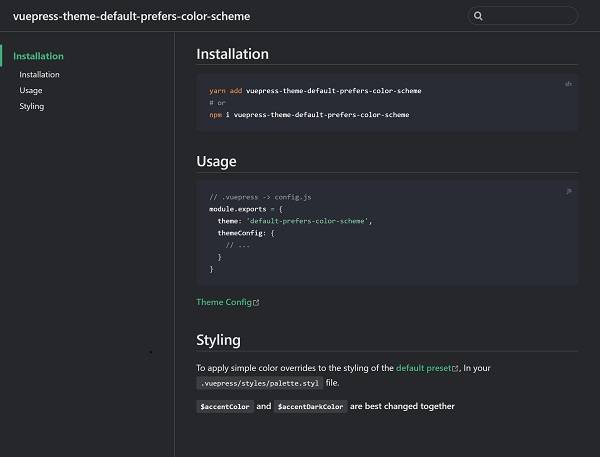 vuepress-theme-default-prefers-color-scheme
Installation
Installation
Usage
Styling
Installation
sh
yarn add vuepress-theme-default-prefers-color-scheme
# or
npm i vuepress-theme-default-prefers-color-scheme
Usage
js
// .vuepress -> config.js
module.exports = {
theme: 'default-prefers-color-scheme',
themeConfig: {
// ...
}
}
Theme Config
Styling
To apply simple color overrides to the styling of the default preset, In your
.vuepress/styles/palette.styl file.
$accentColor and $accentDarkColor are best changed together